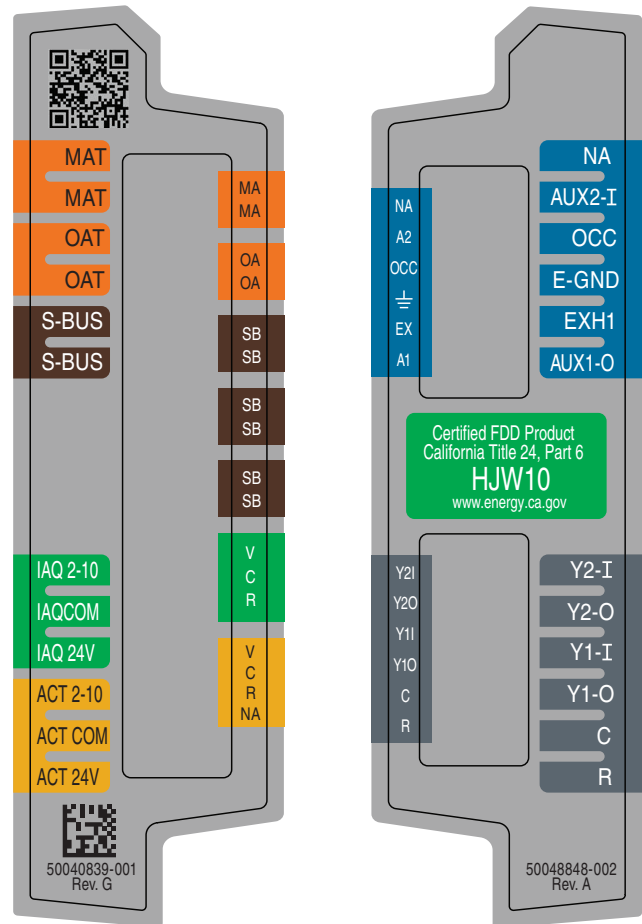 MAT
MAT
OAT
OAT
S-BUS
S-BUS
IAQ 2-10
IAQCOM
IAQ 24V
ACT 2-10
ACT COM
ACT 24V
50040839-001
Rev. G
MA
MA
OA
OA
SB
SB
SB
SB
SB
SB
V
C
R
V
C
R
NA
NA
A2
OCC
EX
A1
NA
AUX2-I
OCC
E-GND
EXH1
AUX1-O
Certified FDD Product
California Title 24, Part 6
HJW10
www.energy.ca.gov
Y2I
Y2O
Y1I
Y1O
C
R
Y2-I
Y2-O
Y1-I
Y1-O
C
R
50048848-002
Rev. A